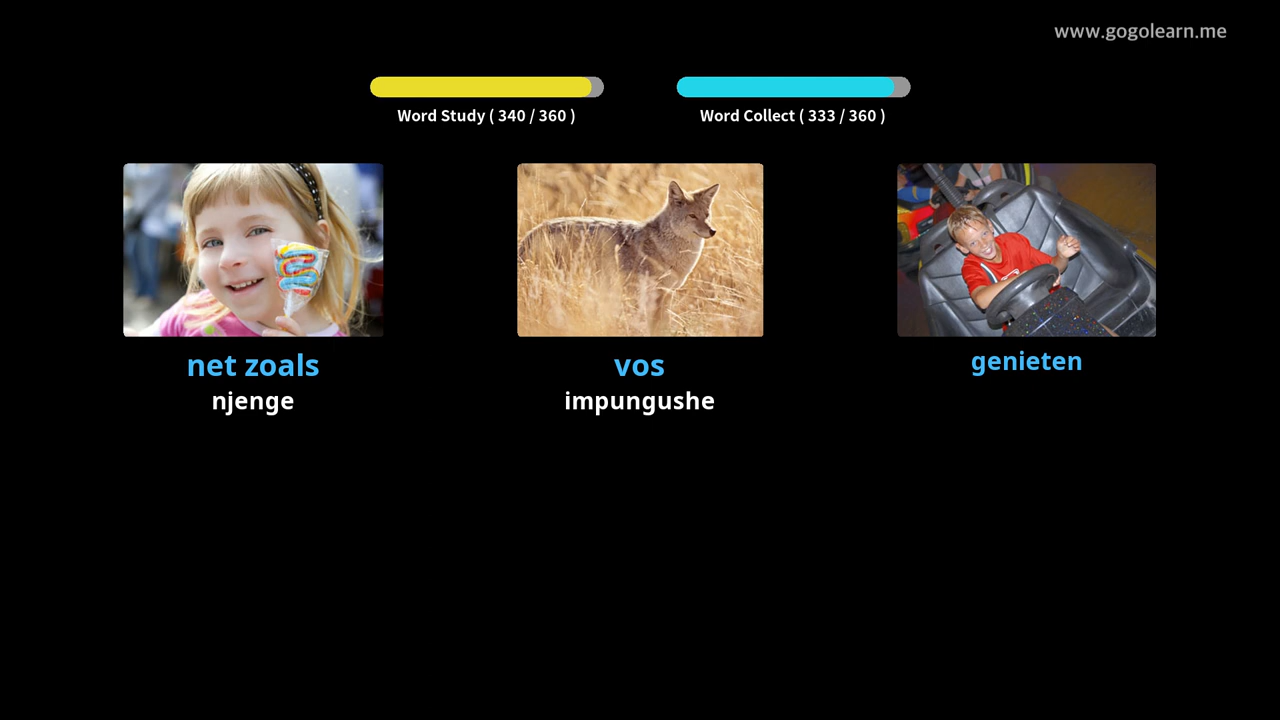 www.gogolearn.me
Word Study ( 340 / 360 )
Word Collect ( 333 / 360 )
net zoals
njenge
vos
impungushe
genieten